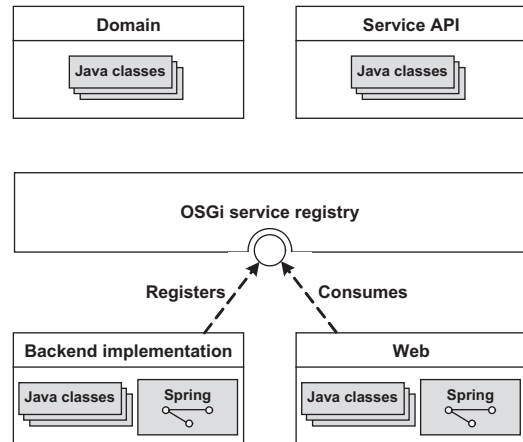 Domain
Service API
Java classes
Java classes
OSGi service registry
Registers
Consumes
Backend implementation
Web
Java classes
Spring
Java classes
Spring